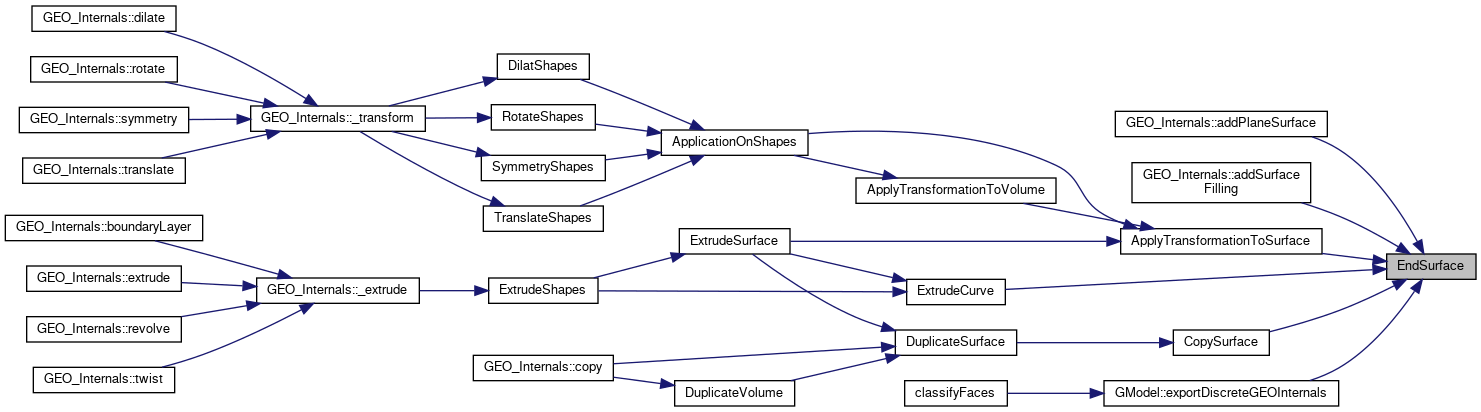 GEO_Internals::dilate
GEO_Internals::rotate
GEO_Internals::symmetry
GEO_Internals::translate
GEO_Internals::_transform
DilatShapes
RotateShapes
SymmetryShapes
TranslateShapes
ApplicationOnShapes
ApplyTransformationToVolume
GEO_Internals::addPlaneSurface
GEO_Internals::addSurface
Filling
ApplyTransformationToSurface
EndSurface
GEO_Internals::boundaryLayer
GEO_Internals::extrude
GEO_Internals::revolve
GEO_Internals::twist
GEO_Internals::_extrude
ExtrudeShapes
ExtrudeSurface
ExtrudeCurve
DuplicateSurface
CopySurface
GEO_Internals::copy
DuplicateVolume
classifyFaces
GModel::exportDiscreteGEOInternals